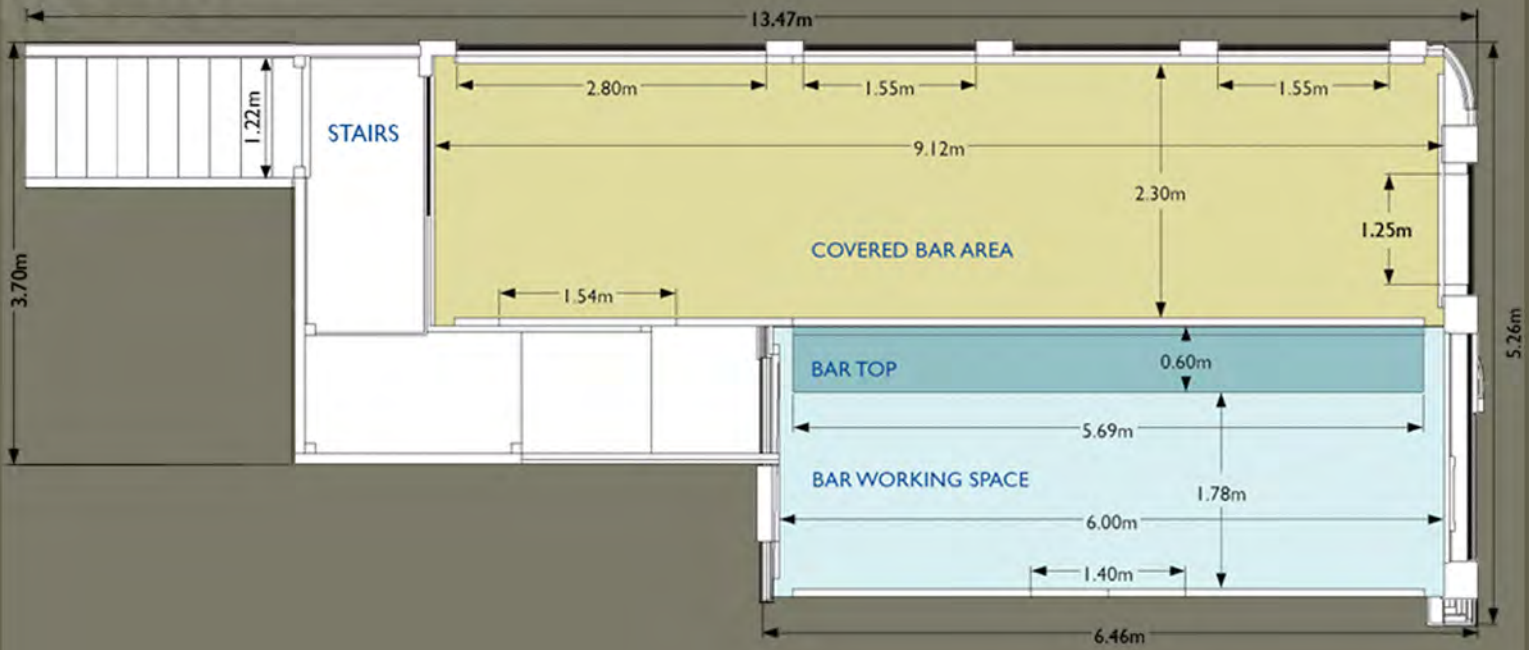 13.47m
2.80m
1.55m
1.55m
1.22m
STAIRS
9.12m
2.30m
1.25m
COVERED BAR AREA
3.70m
1.54m
5.26m
BAR TOP
0.60m
5.69m
BAR WORKING SPACE
1.78m
6.00m
1.40m
6.46m